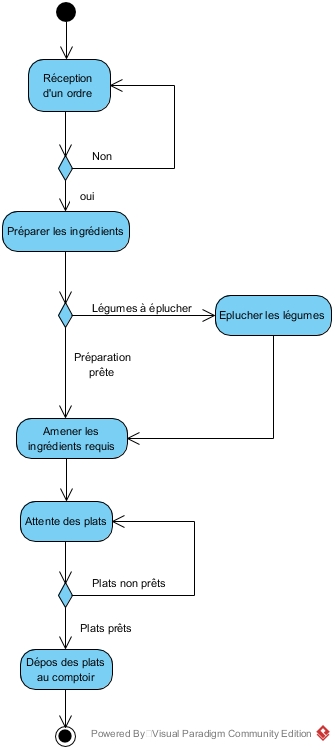 Réception
d'un ordre
Non
oui
Préparer les ingrédients
Légumes à éplucher
Eplucher les légumes
Préparation
prête
Amener les
ingrédients requis
Attente des plats
Plats non prêts
Plats prêts
Dépos des plats
au comptoir
Powered By Visual Paradigm Community Edition